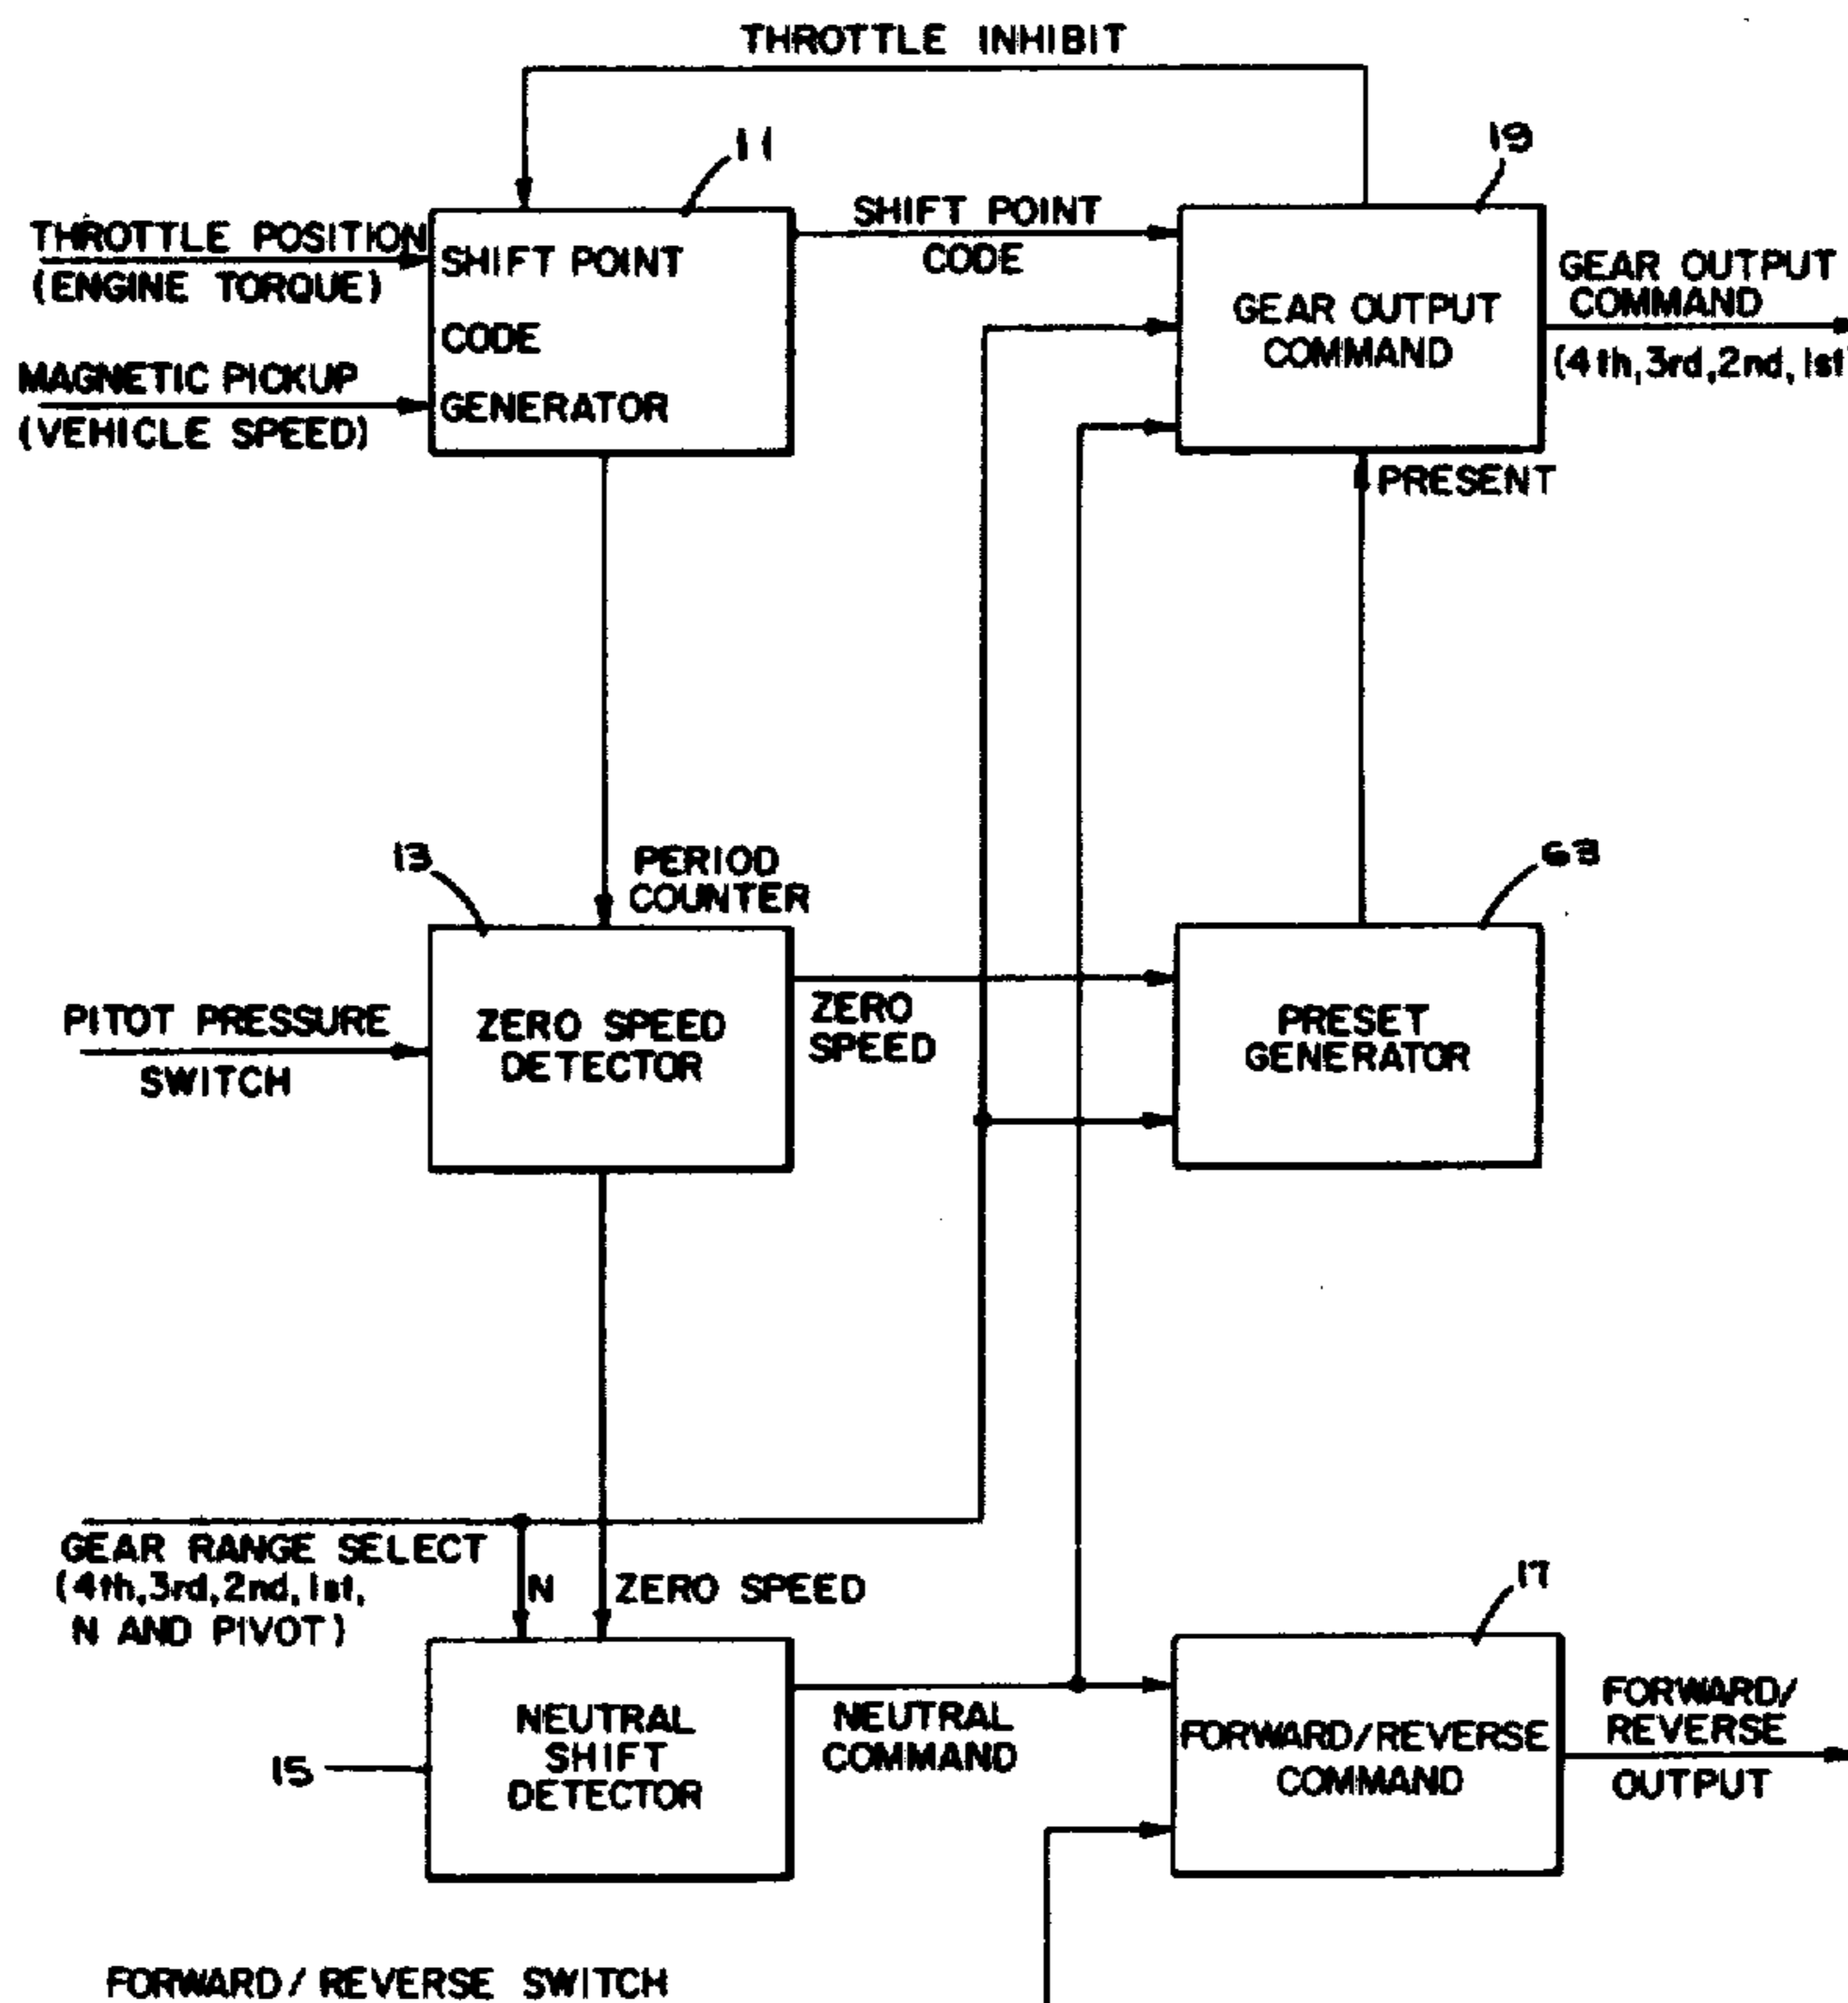 THROTTLE INHIBIT
11
19
THROTTLE POSITION
(ENGINE TORQUE)
MAGNETIC PICKUP
(VEHICLE SPEED)
SHIFT POINT
CODE
GENERATOR
SHIFT POINT
CODE
GEAR OUTPUT
COMMAND
GEAR OUTPUT
COMMAND
(4th,3rd,2nd,1st
PRESENT
13
PERIOD
COUNTER
63
PITOT PRESSURE
SWITCH
ZERO SPEED
DETECTOR
ZERO
SPEED
PRESET
GENERATOR
GEAR RANGE SELECT
(4th,3rd,2nd,1st,
N AND PIVOT)
N
ZERO SPEED
17
15
NEUTRAL
SHIFT
DETECTOR
NEUTRAL
COMMAND
FORWARD/REVERSE
COMMAND
FORWARD/
REVERSE
OUTPUT
FORWARD/REVERSE SWITCH